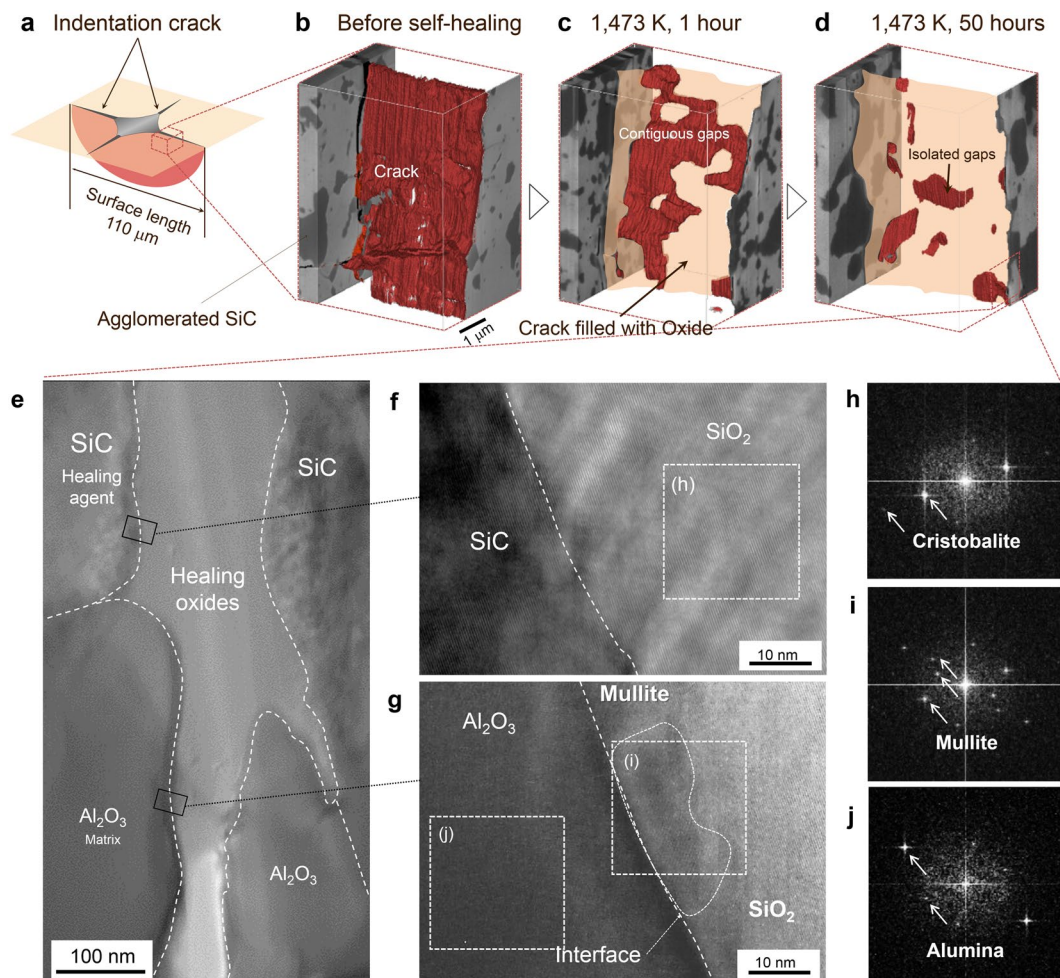 a
Indentation crack
Surface length
110 μm
Agglomerated SiC
b
Before self-healing
Crack
1 μm
c
1,473 K, 1 hour
Contiguous gaps
Crack filled with Oxide
d
1,473 K, 50 hours
Isolated gaps
e
SiC
Healing
agent
SiC
Healing
oxides
Al₂O₃
Matrix
Al₂O₃
100 nm
f
SiO₂
(h)
SiC
10 nm
g
Mullite
Al₂O₃
(i)
(j)
SiO₂
Interface
10 nm
h
Cristobalite
i
Mullite
j
Alumina